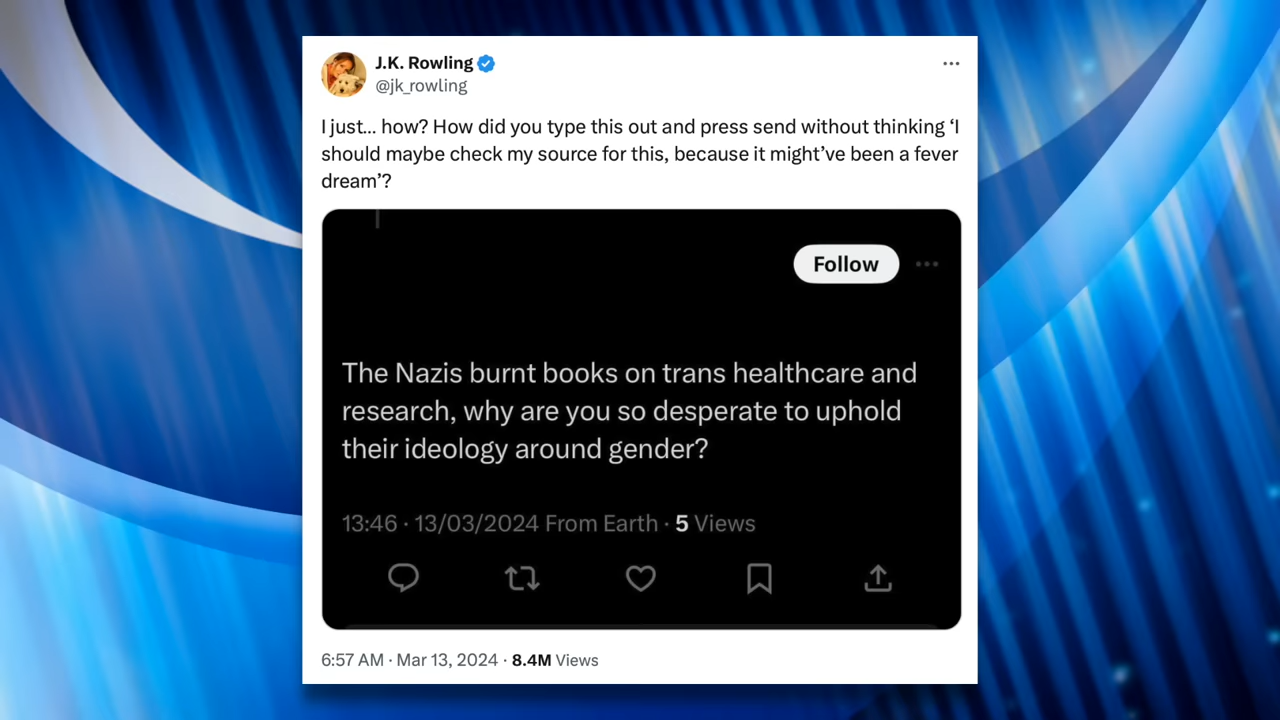 J.K. Rowling
@jk_rowling
I just... how? How did you type this out and press send without thinking ‘I
should maybe check my source for this, because it might’ve been a fever
dream’?
Follow
The Nazis burnt books on trans healthcare and
research, why are you so desperate to uphold
their ideology around gender?
13:46 · 13/03/2024 From Earth · 5 Views
6:57 AM · Mar 13, 2024 · 8.4M Views